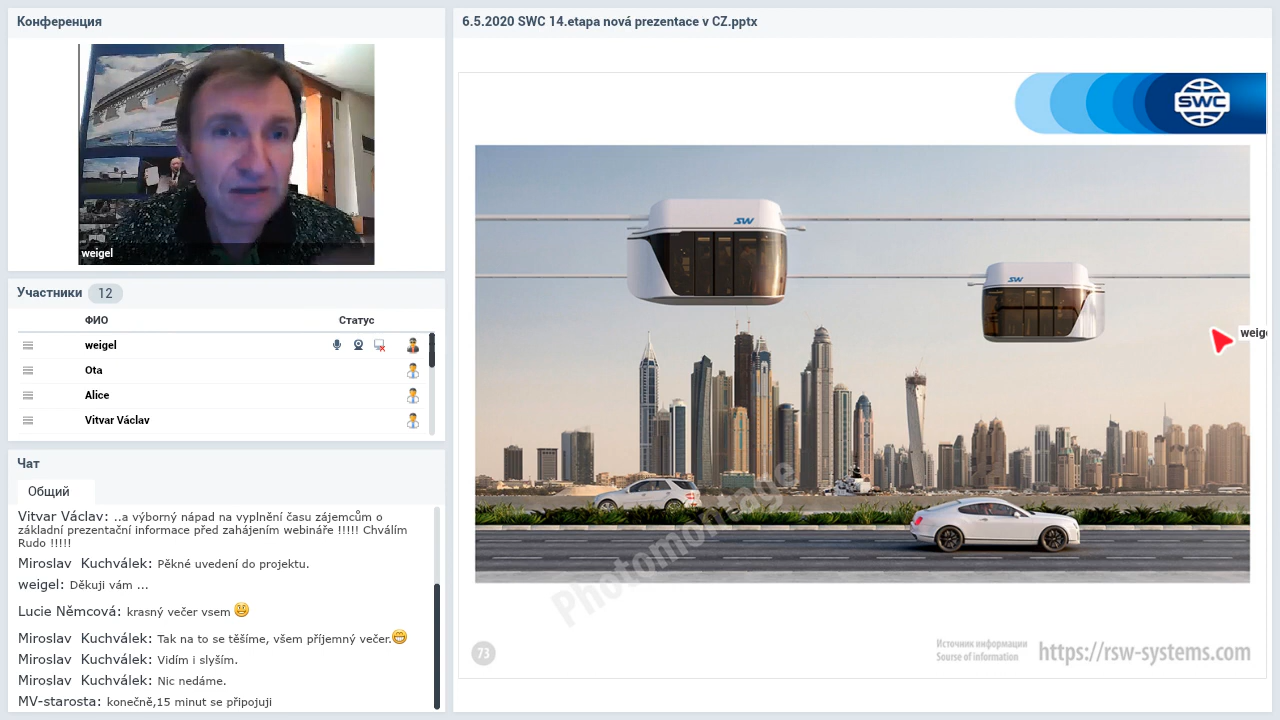 Конференция
weigel
Участники 12
ФИО Статус
weigel
Ota
Alice
Vitvar Václav
Чат
Общий
Vitvar Václav: ..a výborný nápad na vyplnění času zájemcům o
základní prezentační informace před zahájením webináře !!!!! Chválím
Rudo !!!!!
Miroslav Kuchválek: Pěkné uvedení do projektu.
weigel: Děkuji vám ...
Lucie Němcová: krasný večer vsem
Miroslav Kuchválek: Tak na to se těšíme, všem příjemný večer.
Miroslav Kuchválek: Vidím i slyším.
Miroslav Kuchválek: Nic nedáme.
MV-starosta: konečně,15 minut se připojuji
6.5.2020 SWC 14.etapa nová prezentace v CZ.pptx
SWC
SW
SW
weige
Photomontage
73
Источник информации
Sourse of information
https://rsw-systems.com